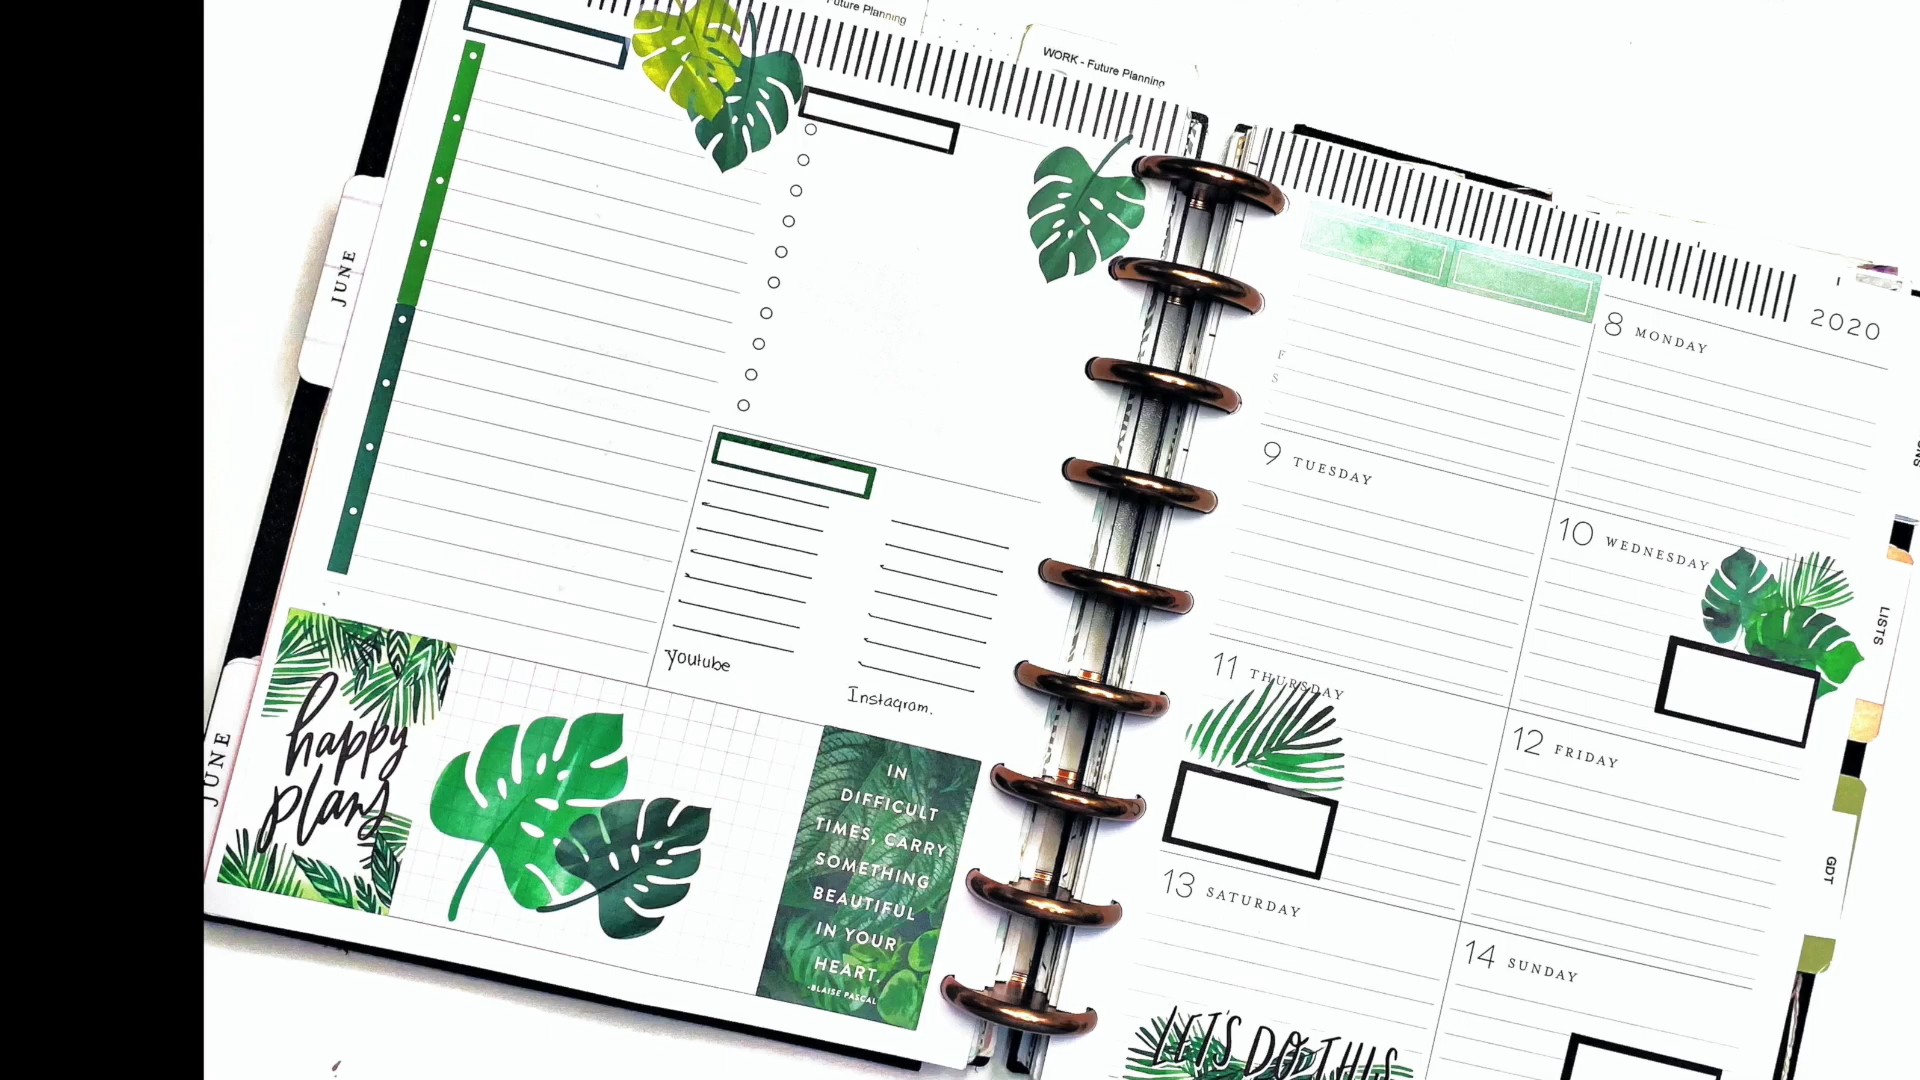 Future Planning
WORK - Future Planning
JUNE
JUNE
Youtube
Instagram.
happy
plans
IN
DIFFICULT
TIMES, CARRY
SOMETHING
BEAUTIFUL
IN YOUR
HEART.
-BLAISE PASCAL
2020
8 MONDAY
F
S
9 TUESDAY
10 WEDNESDAY
11 THURSDAY
12 FRIDAY
13 SATURDAY
14 SUNDAY
LET'S DO THIS
LISTS
GDT